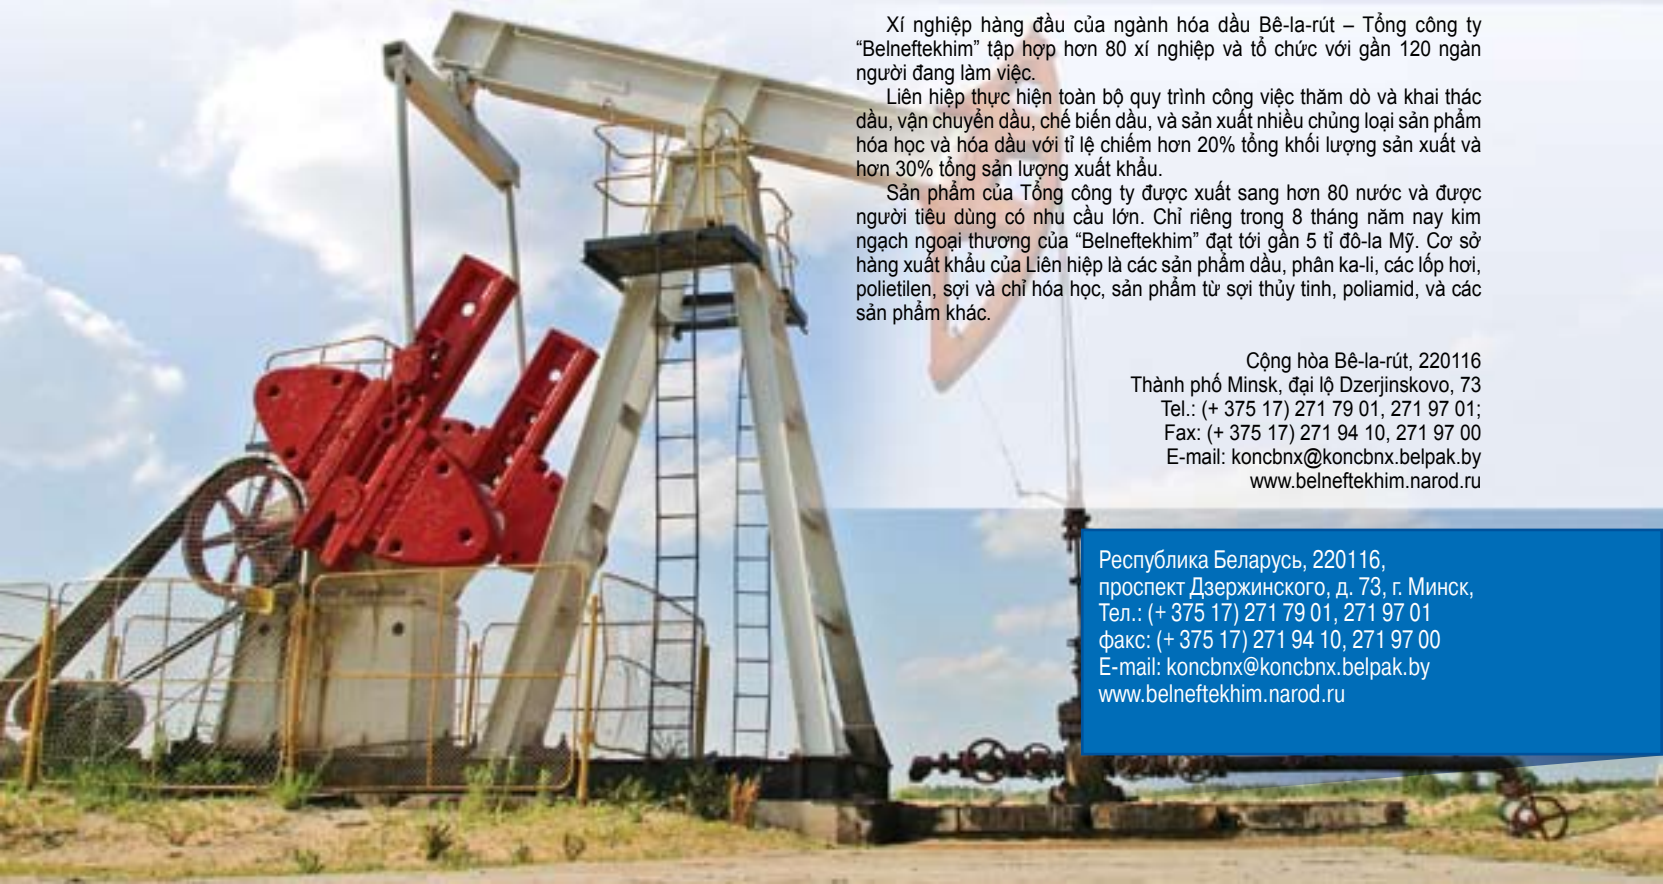 Xí nghiệp hàng đầu của ngành hóa dầu Bê-la-rút – Tổng công ty
“Belneftekhim” tập hợp hơn 80 xí nghiệp và tổ chức với gần 120 ngàn
người đang làm việc.
Liên hiệp thực hiện toàn bộ quy trình công việc thăm dò và khai thác
dầu, vận chuyển dầu, chế biến dầu, và sản xuất nhiều chủng loại sản phẩm
hóa học và hóa dầu với tỉ lệ chiếm hơn 20% tổng khối lượng sản xuất và
hơn 30% tổng sản lượng xuất khẩu.
Sản phẩm của Tổng công ty được xuất sang hơn 80 nước và được
người tiêu dùng có nhu cầu lớn. Chỉ riêng trong 8 tháng năm nay kim
ngạch ngoại thương của “Belneftekhim” đạt tới gần 5 tỉ đô-la Mỹ. Cơ sở
hàng xuất khẩu của Liên hiệp là các sản phẩm dầu, phân ka-li, các lốp hơi,
polietilen, sợi và chỉ hóa học, sản phẩm từ sợi thủy tinh, poliamid, và các
sản phẩm khác.
Cộng hòa Bê-la-rút, 220116
Thành phố Minsk, đại lộ Dzerjinskovo, 73
Tel.: (+ 375 17) 271 79 01, 271 97 01;
Fax: (+ 375 17) 271 94 10, 271 97 00
E-mail: koncbnx@koncbnx.belpak.by
www.belneftekhim.narod.ru
Республика Беларусь, 220116,
проспект Дзержинского, д. 73, г. Минск,
Тел.: (+ 375 17) 271 79 01, 271 97 01
факс: (+ 375 17) 271 94 10, 271 97 00
E-mail: koncbnx@koncbnx.belpak.by
www.belneftekhim.narod.ru